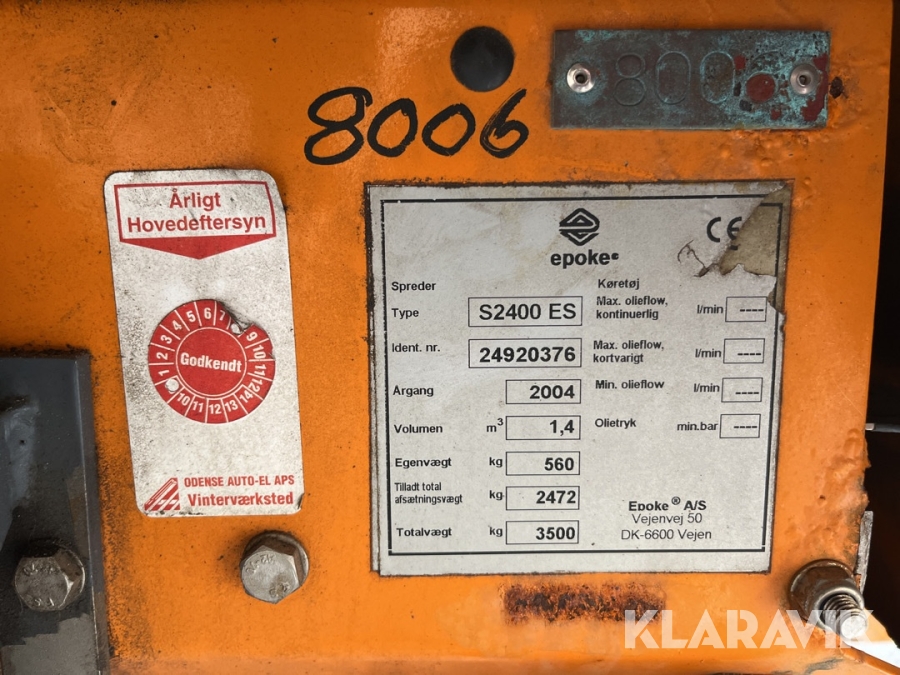 8006
800
Årligt
Hovedeftersyn
1 2 3 4 5 6 7 9 10 11 12
Godkendt
10 11 12 13 14
ODENSE AUTO-EL APS
Vinterværksted
epoke®
CE
Spreder
Type S2400 ES
Ident. nr. 24920376
Årgang 2004
Volumen m³ 1,4
Egenvægt kg 560
Tilladt total
afsætningsvægt kg 2472
Totalvægt kg 3500
Køretøj
Max. olieflow,
kontinuerlig l/min ----
Max. olieflow,
kortvarigt l/min ----
Min. olieflow l/min ----
Olietryk min.bar ----
Epoke® A/S
Vejenvej 50
DK-6600 Vejen
KLARAVIK